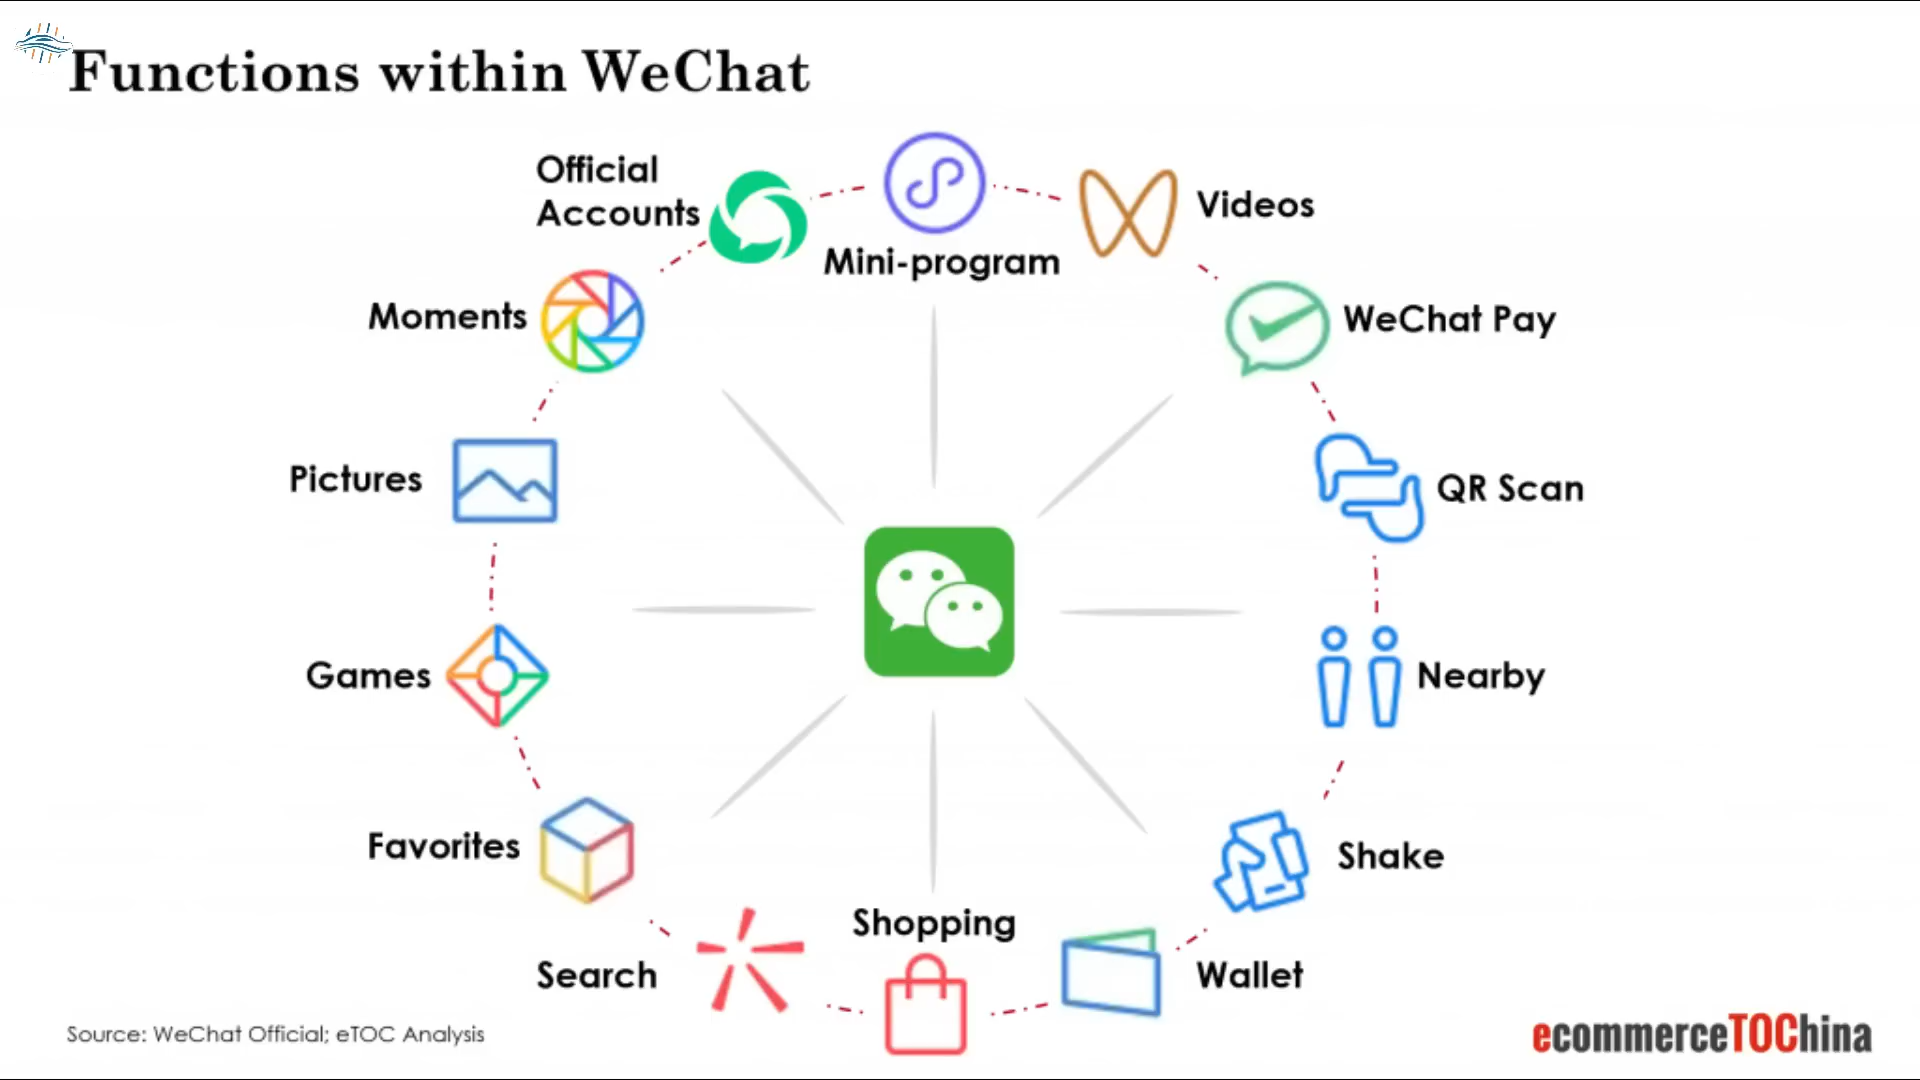 Functions within WeChat
Official
Accounts
Mini-program
Videos
Moments
WeChat Pay
Pictures
QR Scan
Games
Nearby
Favorites
Shake
Search
Shopping
Wallet
Source: WeChat Official; eTOC Analysis
ecommerceTOChina